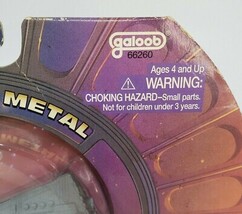 galoob
66260
Ages 4 and Up
⚠ WARNING:
CHOKING HAZARD–Small parts.
Not for children under 3 years.
METAL